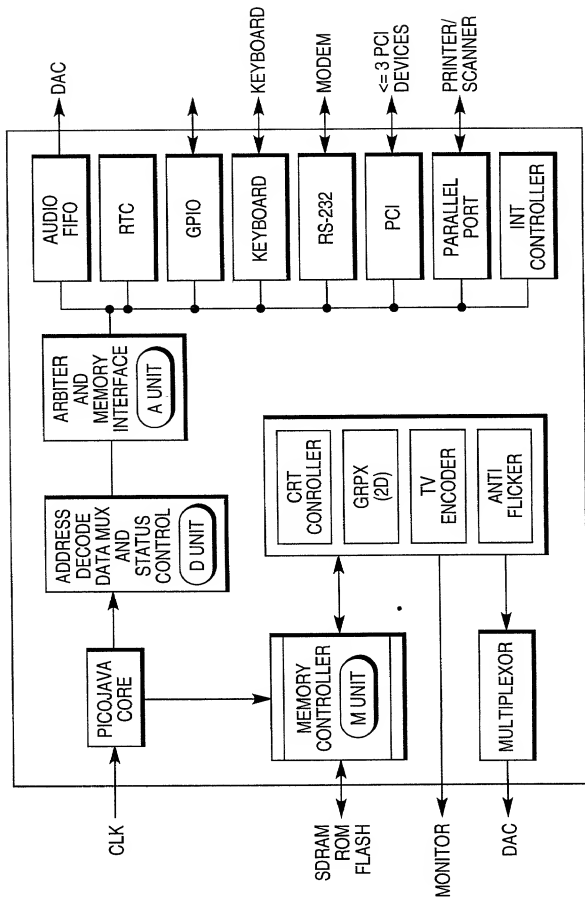 CLK
PICOJAVA
CORE
ADDRESS
DECODE
DATA MUX
AND
STATUS
CONTROL
D UNIT
ARBITER
AND
MEMORY
INTERFACE
A UNIT
AUDIO
FIFO
DAC
RTC
GPIO
KEYBOARD
KEYBOARD
RS-232
MODEM
PCI
<= 3 PCI
DEVICES
PARALLEL
PORT
PRINTER/
SCANNER
INT
CONTROLLER
SDRAM
ROM
FLASH
MEMORY
CONTROLLER
M UNIT
CRT
CONROLLER
GRPX
(2D)
TV
ENCODER
ANTI
FLICKER
MONITOR
DAC
MULTIPLEXOR